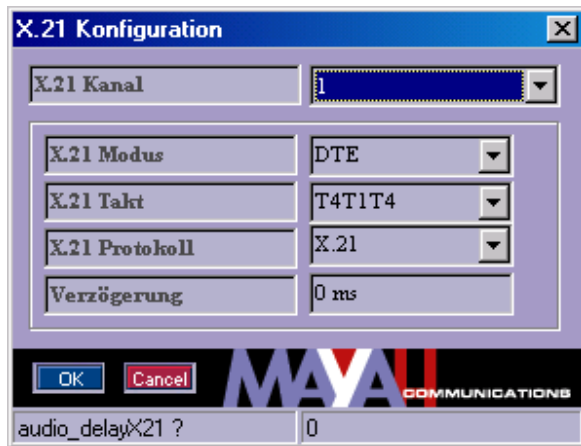 X.21 Konfiguration
X.21 Kanal 1
X.21 Modus DTE
X.21 Takt T4T1T4
X.21 Protokoll X.21
Verzögerung 0 ms
OK Cancel MAYAH COMMUNICATIONS
audio_delayX21 ? 0